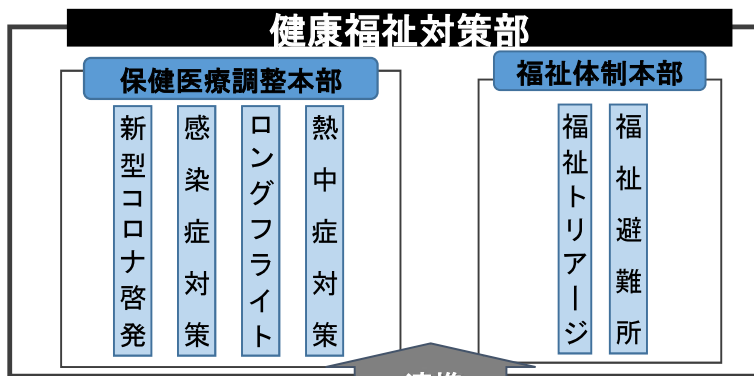 健康福祉対策部
保健医療調整本部
新型コロナ啓発
感染症対策
ロングフライト
熱中症対策
福祉体制本部
福祉トリアージ
福祉避難所